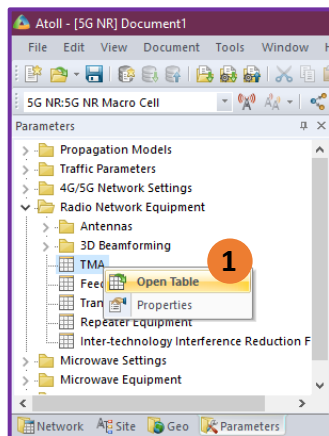 Atoll - [5G NR] Document1
File Edit View Document Tools Window
5G NR:5G NR Macro Cell
Parameters
Propagation Models
Traffic Parameters
4G/5G Network Settings
Radio Network Equipment
Antennas
3D Beamforming
TMA
1
Open Table
Fee
Properties
Tran
Repeater Equipment
Inter-technology Interference Reduction F
Microwave Settings
Microwave Equipment
Network Site Geo Parameters